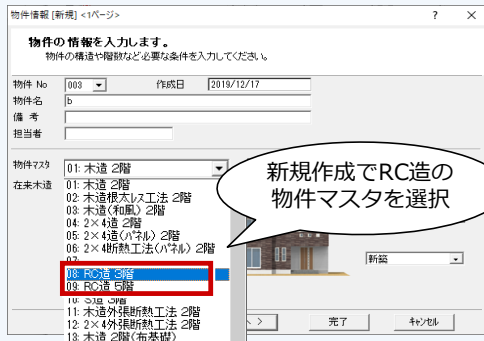 物件情報 [新規] <1ページ>
? ×
物件の情報を入力します。
物件の構造や階数など必要な条件を入力してください。
物件 No 003 作成日 2019/12/17
物件名 b
備 考
担当者
物件マスタ 01: 木造 2階
在来木造 01: 木造 2階
02: 木造根太レス工法 2階
03: 木造(和風) 2階
04: 2×4造 2階
05: 2×4造(パネル) 2階
06: 2×4断熱工法(パネル) 2階
07:
08: RC造 3階
09: RC造 5階
10: S造 3階
11: 木造外張断熱工法 2階
12: 2×4外張断熱工法 2階
13: 木造 2階(布基礎)
新規作成でRC造の
物件マスタを選択
新築
> 完了 キャンセル